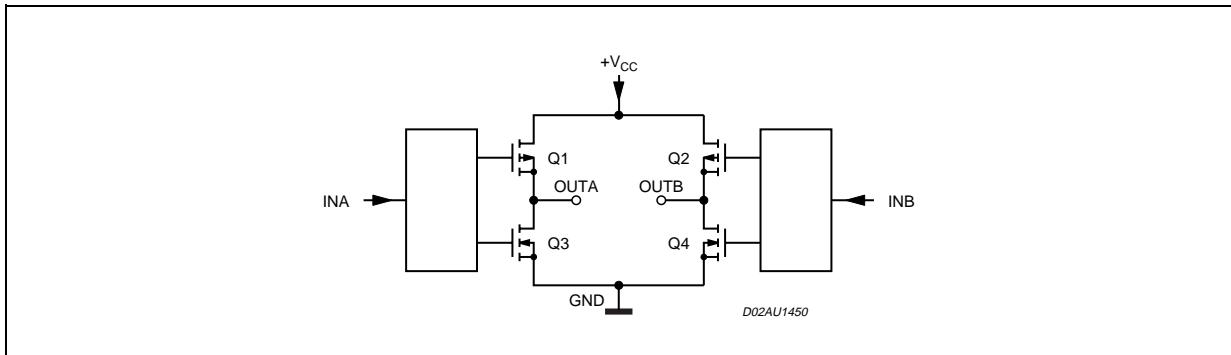 +VCC
Q1
Q2
OUTA
OUTB
INA
INB
Q3
Q4
GND
D02AU1450